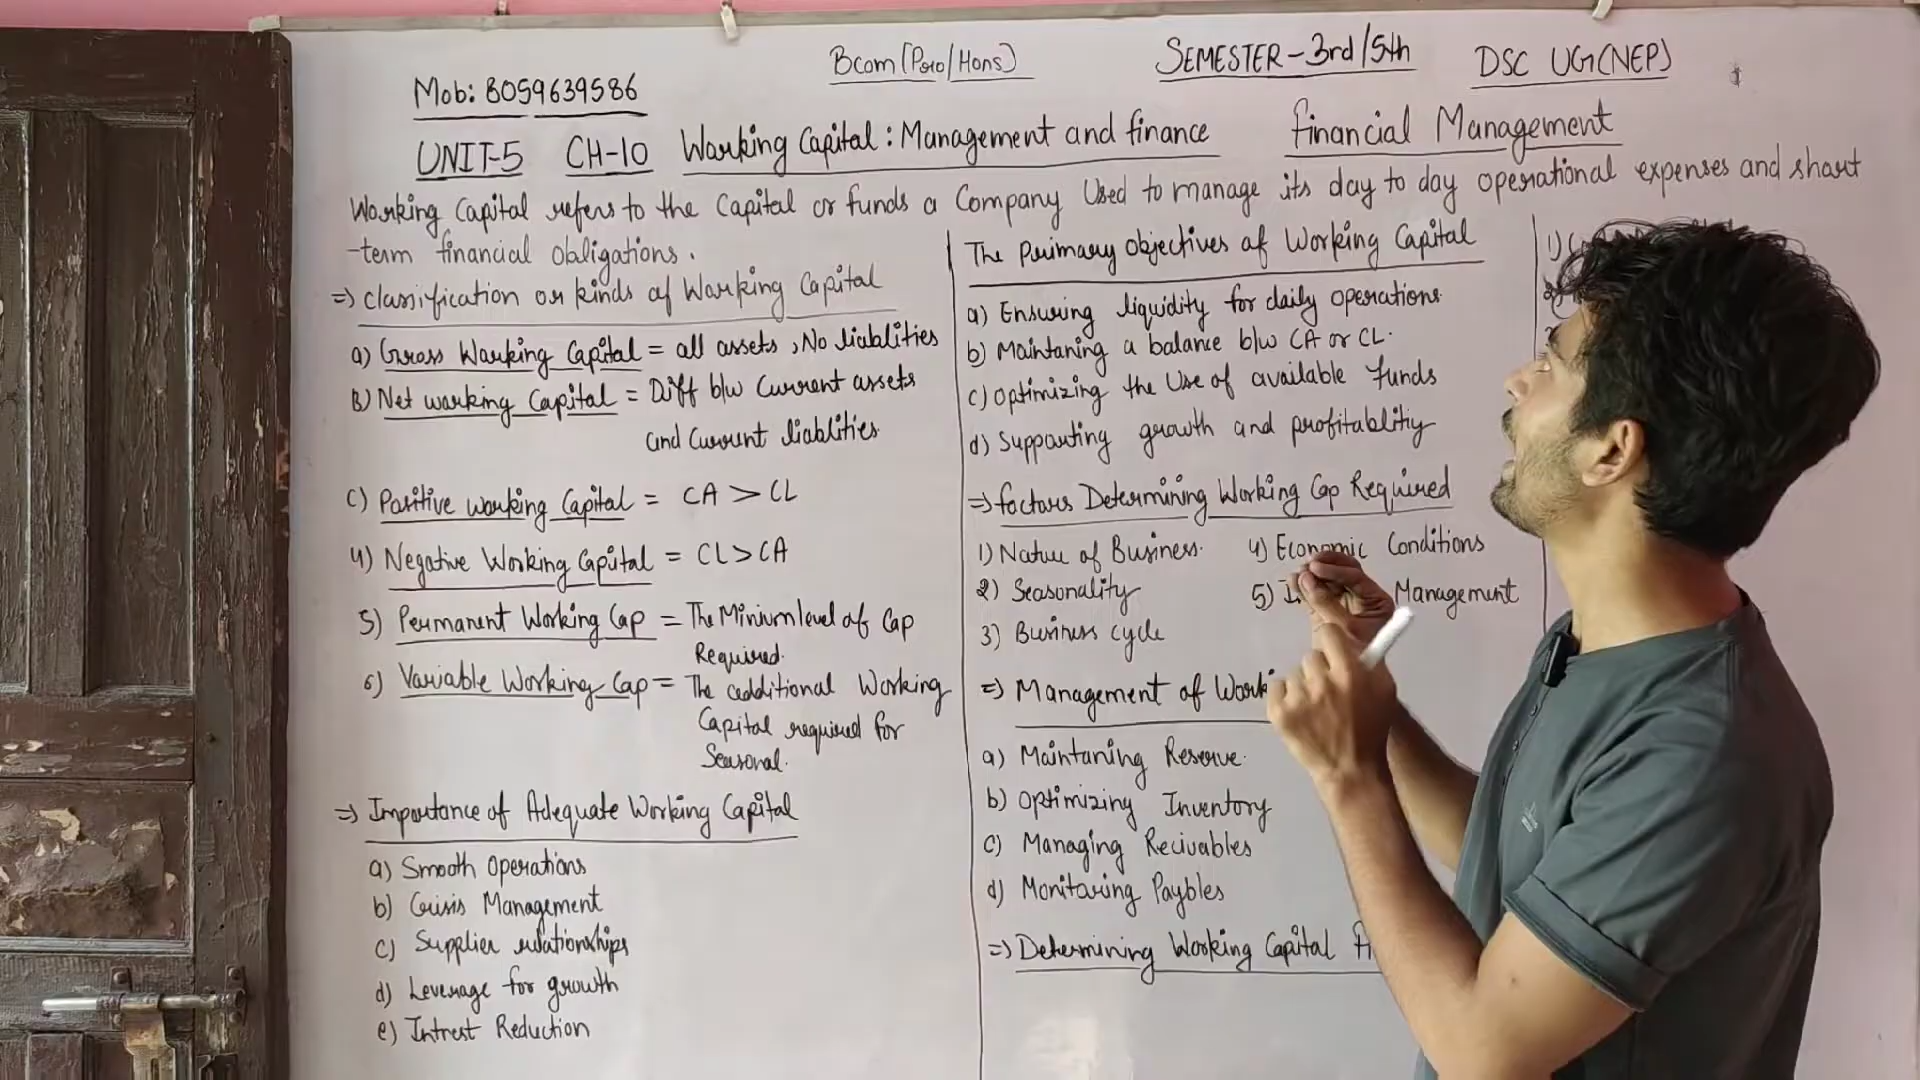 Mob: 8059639586
Bcom (Pro/Hons)
SEMESTER - 3rd/5th
DSC UG(NEP)
UNIT-5 CH-10 Working Capital: Management and finance
financial Management
Working Capital refers to the Capital or funds a Company Used to manage its day to day operational expenses and short
-term financial obligations.
=> classification or kinds of Working Capital
a) Gross Working Capital = all assets, No liablities
B) Net working Capital = Diff b/w Current assets
and Current liablities
C) Positive working Capital = CA > CL
4) Negative Working Capital = CL > CA
5) Permanent Working Cap = The Minium level of Cap
Required.
6) Variable Working Cap = The additional Working
Capital required for
Seasonal.
=> Importance of Adequate Working Capital
a) Smooth Operations
b) Crisis Management
c) Supplier relationships
d) Leverage for growth
e) Intrest Reduction
The Primary Objectives of Working Capital
a) Ensuring liquidity for daily operations.
b) Maintaning a balance b/w CA or CL.
c) Optimizing the Use of available funds
d) Supporting growth and profitablitiy
=> factors Determining Working Cap Required
1) Nature of Business.
2) Seasonality
3) Business cycle
4) Economic Conditions
5) Management
=> Management of
a) Maintaning Reserve.
b) Optimizing Inventory
c) Managing Recivables
d) Monitoring Paybles
=> Determining Working Capital
1)